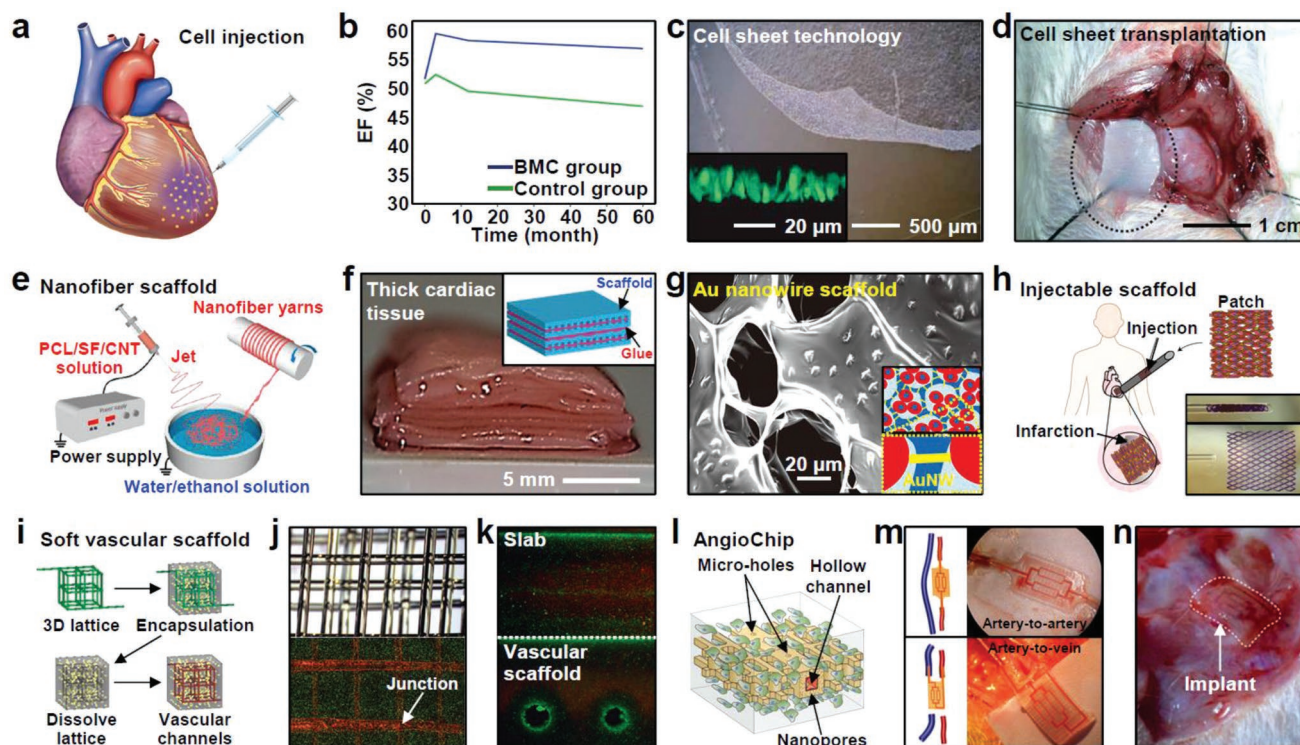 a
Cell injection
b
EF (%)
60
55
50
45
40
35
30
BMC group
Control group
0
10
20
30
40
50
60
Time (month)
c
Cell sheet technology
20 µm
500 µm
d
Cell sheet transplantation
1 cm
e
Nanofiber scaffold
Nanofiber yarns
PCL/SF/CNT
solution
Jet
Power supply
Water/ethanol solution
f
Thick cardiac
tissue
Scaffold
Glue
5 mm
g
Au nanowire scaffold
20 µm
AuNW
h
Injectable scaffold
Patch
Injection
Infarction
i
Soft vascular scaffold
3D lattice
Encapsulation
Dissolve
lattice
Vascular
channels
j
Junction
k
Slab
Vascular
scaffold
l
AngioChip
Micro-holes
Hollow
channel
Nanopores
m
Artery-to-artery
Artery-to-vein
n
Implant